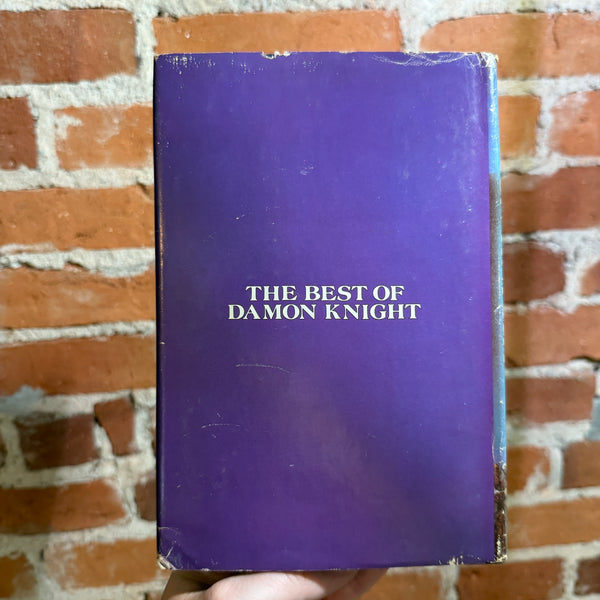 THE BEST OF
DAMON KNIGHT